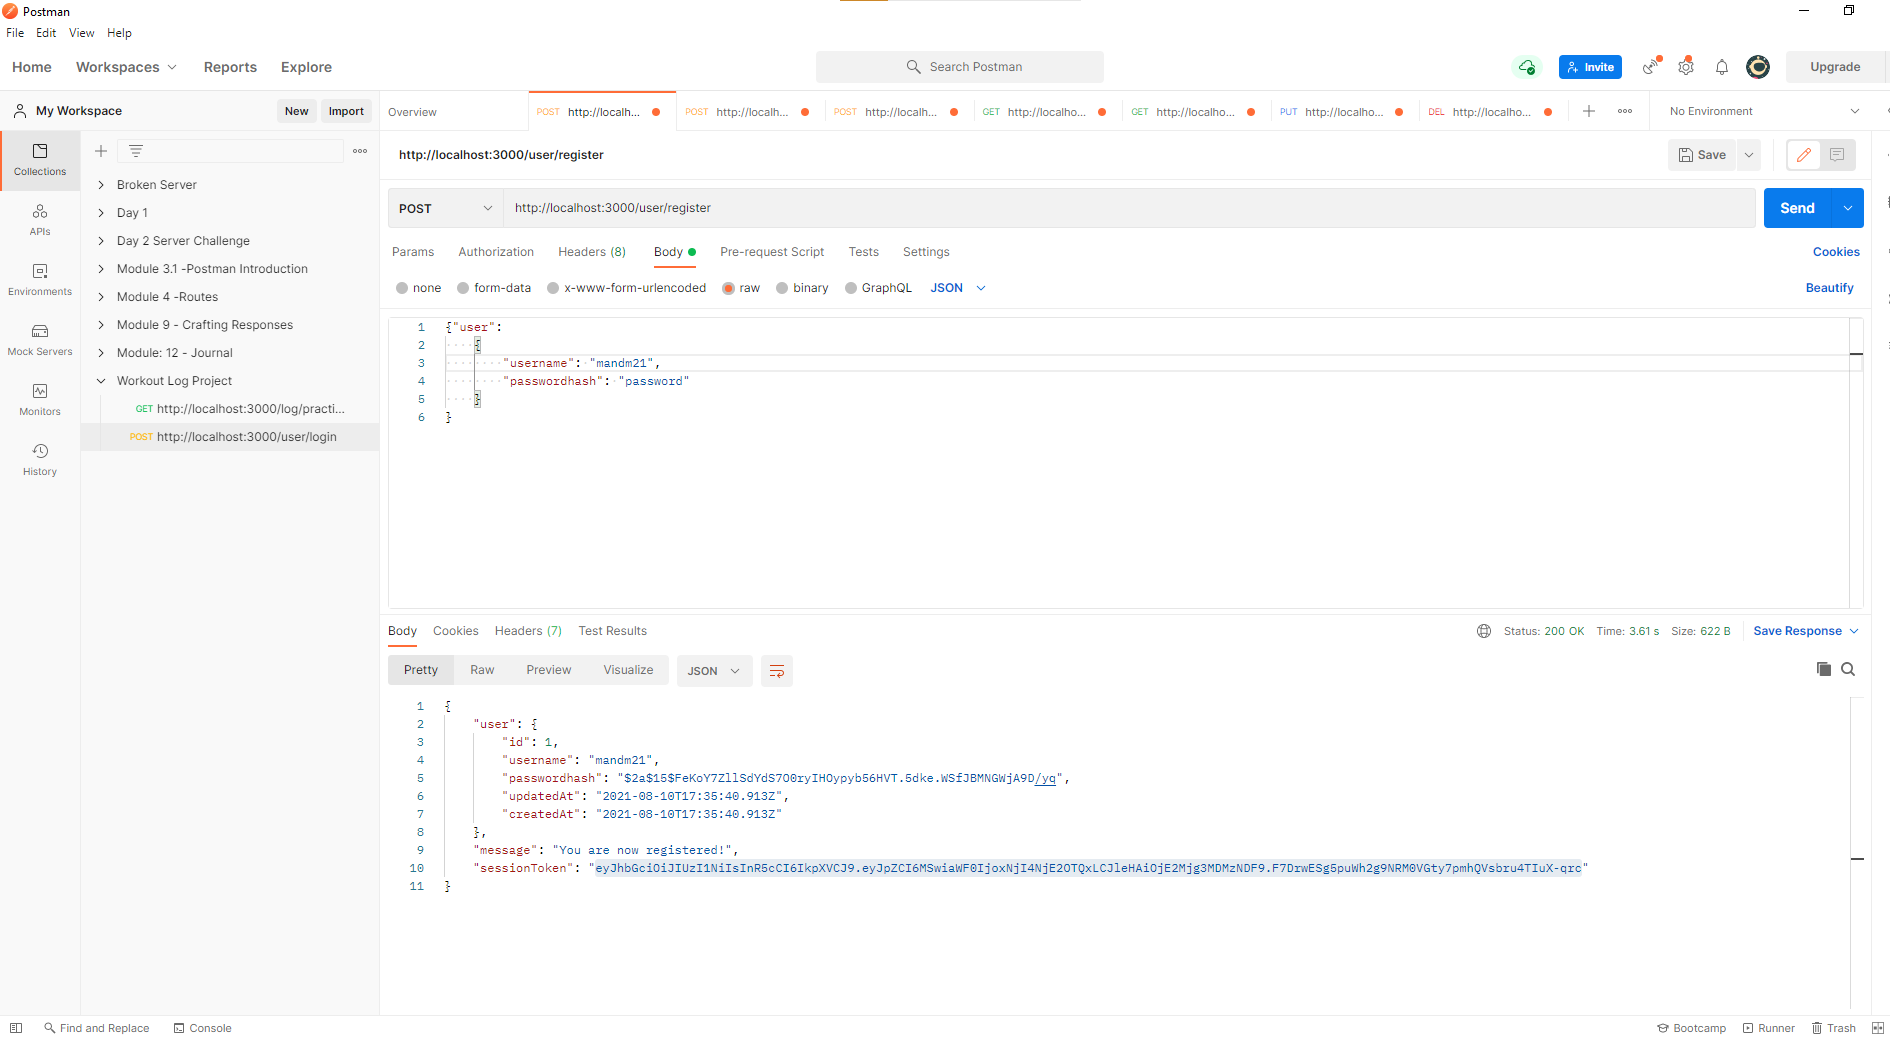 Postman
File Edit View Help
Home Workspaces Reports Explore Search Postman Invite Upgrade
My Workspace New Import
Overview POST http://localh... POST http://localh... POST http://localh... GET http://localho... GET http://localho... PUT http://localho... DEL http://localho... No Environment
Collections
APIs
Environments
Mock Servers
Monitors
History
Broken Server
Day 1
Day 2 Server Challenge
Module 3.1 -Postman Introduction
Module 4 -Routes
Module 9 - Crafting Responses
Module: 12 - Journal
Workout Log Project
GET http://localhost:3000/log/practi...
POST http://localhost:3000/user/login
http://localhost:3000/user/register Save
POST http://localhost:3000/user/register Send
Params Authorization Headers (8) Body Pre-request Script Tests Settings Cookies
none form-data x-www-form-urlencoded raw binary GraphQL JSON Beautify
1 {"user":
2 {
3 "username": "mandm21",
4 "passwordhash": "password"
5 }
6 }
Body Cookies Headers (7) Test Results Status: 200 OK Time: 3.61 s Size: 622 B Save Response
Pretty Raw Preview Visualize JSON
1 {
2 "user": {
3 "id": 1,
4 "username": "mandm21",
5 "passwordhash": "$2a$15$FeKoY7ZllSdYdS7O0ryIHOypyb56HVT.5dke.WSfJBMNGWjA9D/yq",
6 "updatedAt": "2021-08-10T17:35:40.913Z",
7 "createdAt": "2021-08-10T17:35:40.913Z"
8 },
9 "message": "You are now registered!",
10 "sessionToken": "eyJhbGciOiJIUzI1NiIsInR5cCI6IkpXVCJ9.eyJpZCI6MSwiaWF0IjoxNjI4NjE2OTQxLCJleHAiOjE2Mjg3MDMzNDF9.F7DrwESg5puWh2g9NRM0VGty7pmhQVsbru4TIuX-qrc"
11 }
Find and Replace Console Bootcamp Runner Trash